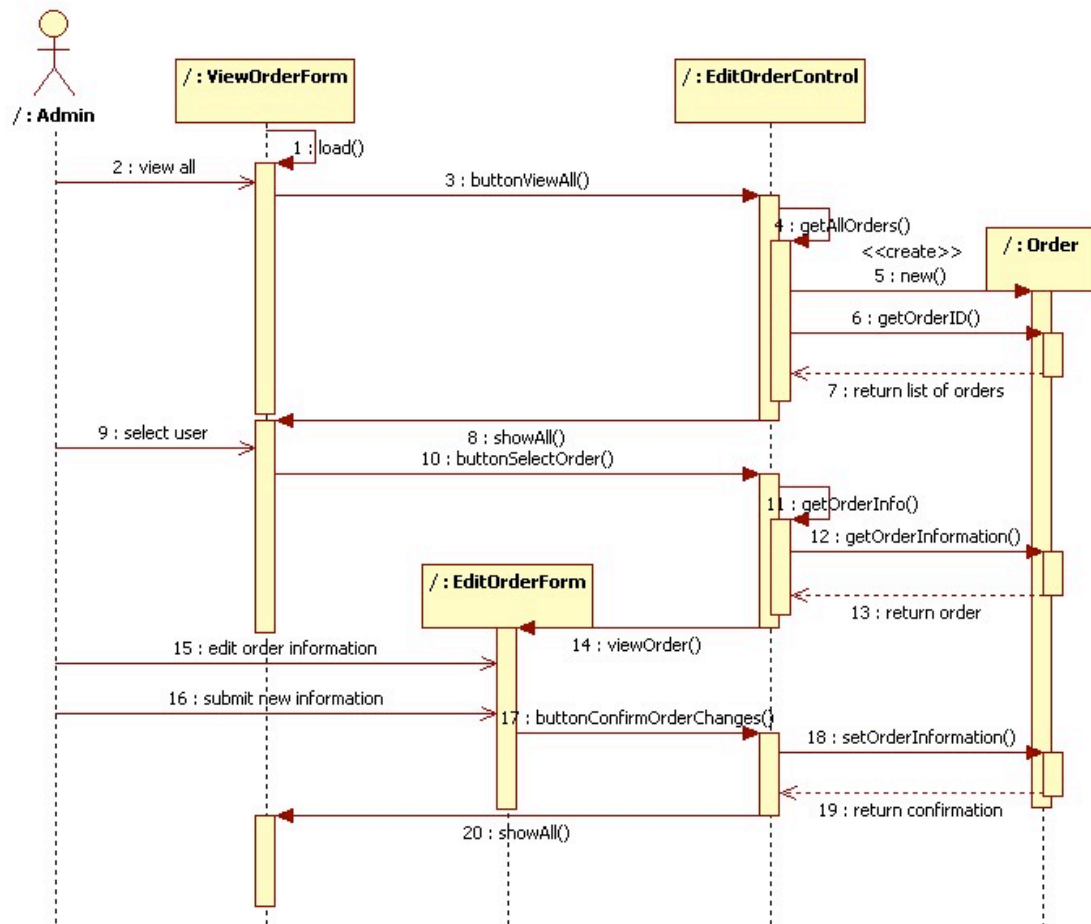 / : Admin
/ : ViewOrderForm
/ : EditOrderControl
1 : load()
2 : view all
3 : buttonViewAll()
4 : getAllOrders()
/ : Order
<<create>>
5 : new()
6 : getOrderID()
7 : return list of orders
8 : showAll()
9 : select user
10 : buttonSelectOrder()
11 : getOrderInfo()
12 : getOrderInformation()
/ : EditOrderForm
13 : return order
14 : viewOrder()
15 : edit order information
16 : submit new information
17 : buttonConfirmOrderChanges()
18 : setOrderInformation()
19 : return confirmation
20 : showAll()